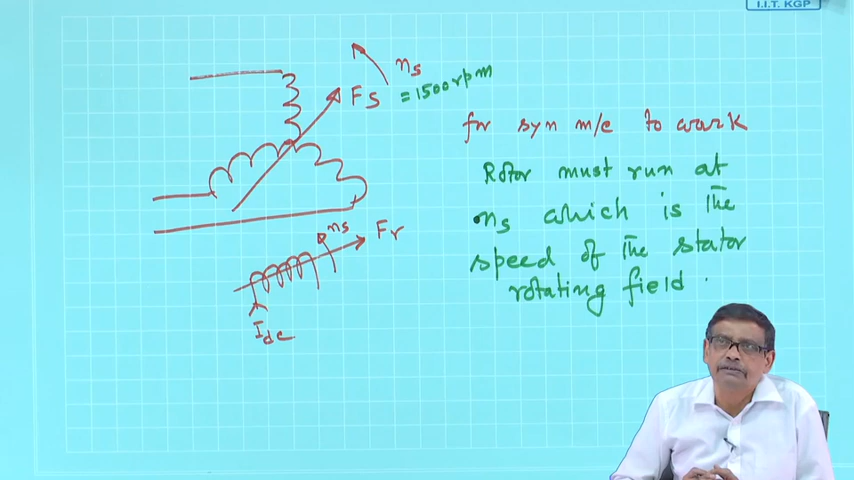 I.I.T. KGP
ns
= 1500 rpm
Fs
for syn m/c to work
Rotor must run at
ns which is the
speed of the stator
rotating field.
ns
Fr
Idc